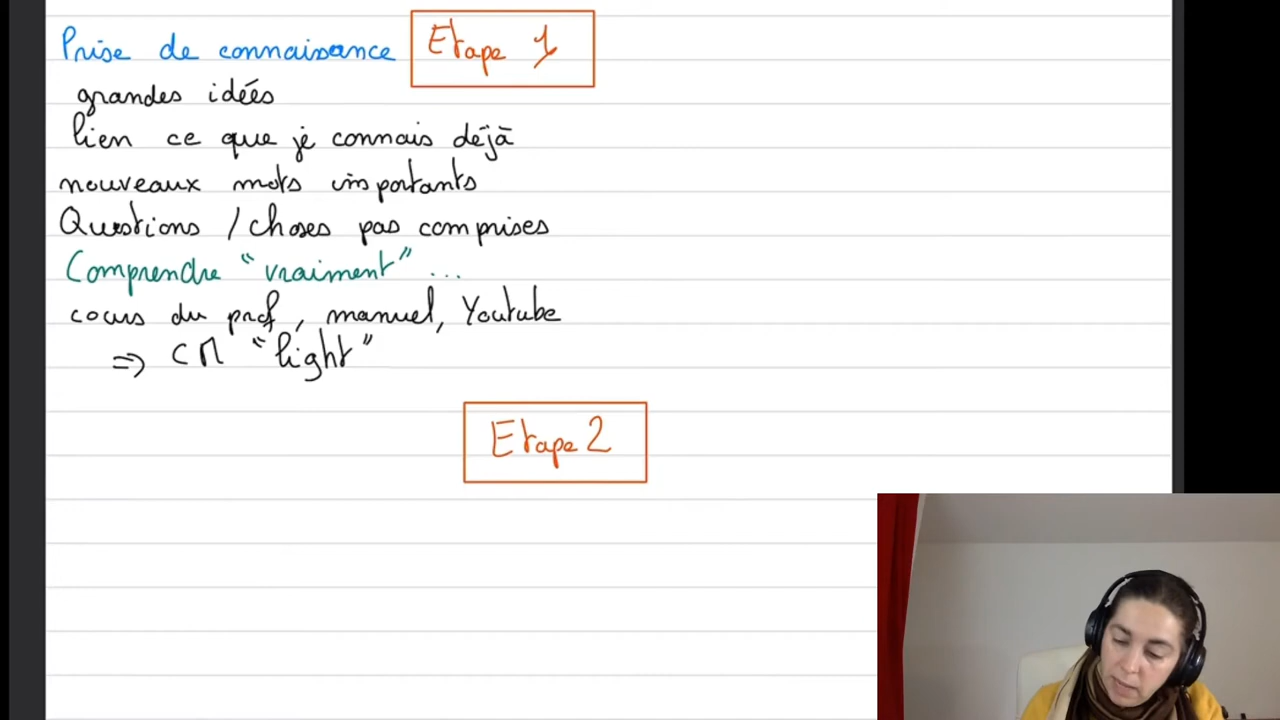 Prise de connaissance Etape 1
grandes idées
lien ce que je connais déjà
nouveaux mots importants
Questions / choses pas comprises
Comprendre "vraiment" ...
cours du prof, manuel, Youtube
=> CM "light"
Etape 2